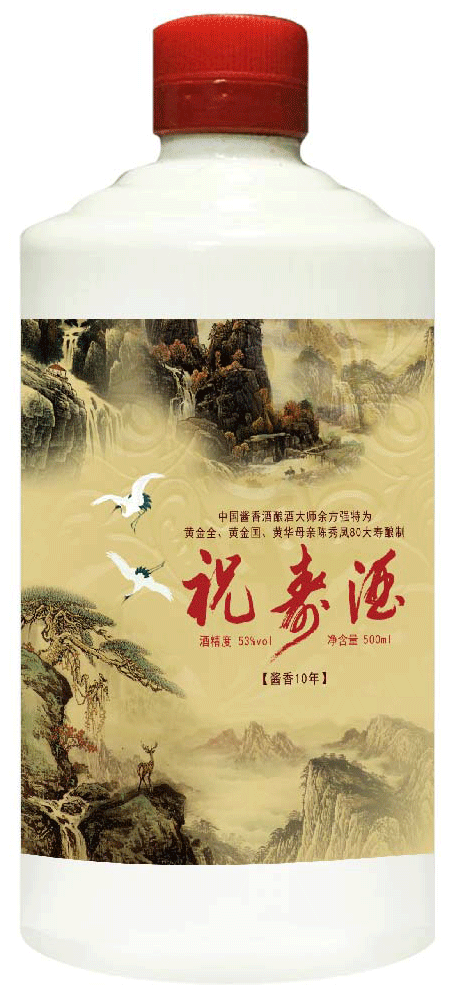 中国酱香酒酿酒大师余方强特为
黄金全、黄金国、黄华母亲陈秀凤80大寿酿制
祝寿酒
酒精度 53%vol 净含量 500ml
【酱香10年】